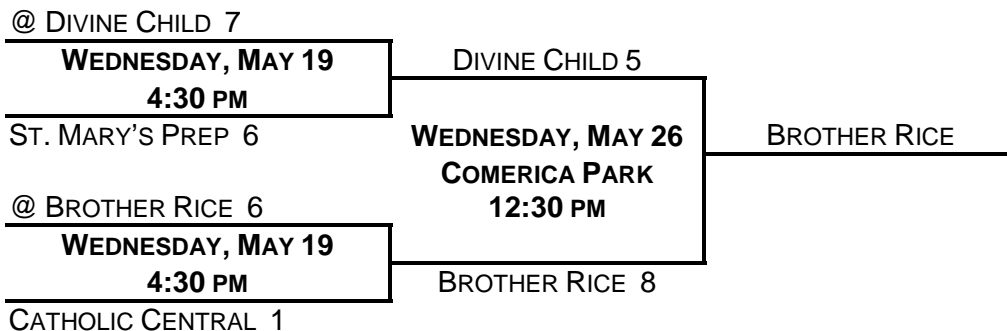 @ DIVINE CHILD 7
WEDNESDAY, MAY 19
4:30 PM
ST. MARY'S PREP 6
DIVINE CHILD 5
WEDNESDAY, MAY 26
COMERICA PARK
12:30 PM
BROTHER RICE
@ BROTHER RICE 6
WEDNESDAY, MAY 19
4:30 PM
CATHOLIC CENTRAL 1
BROTHER RICE 8